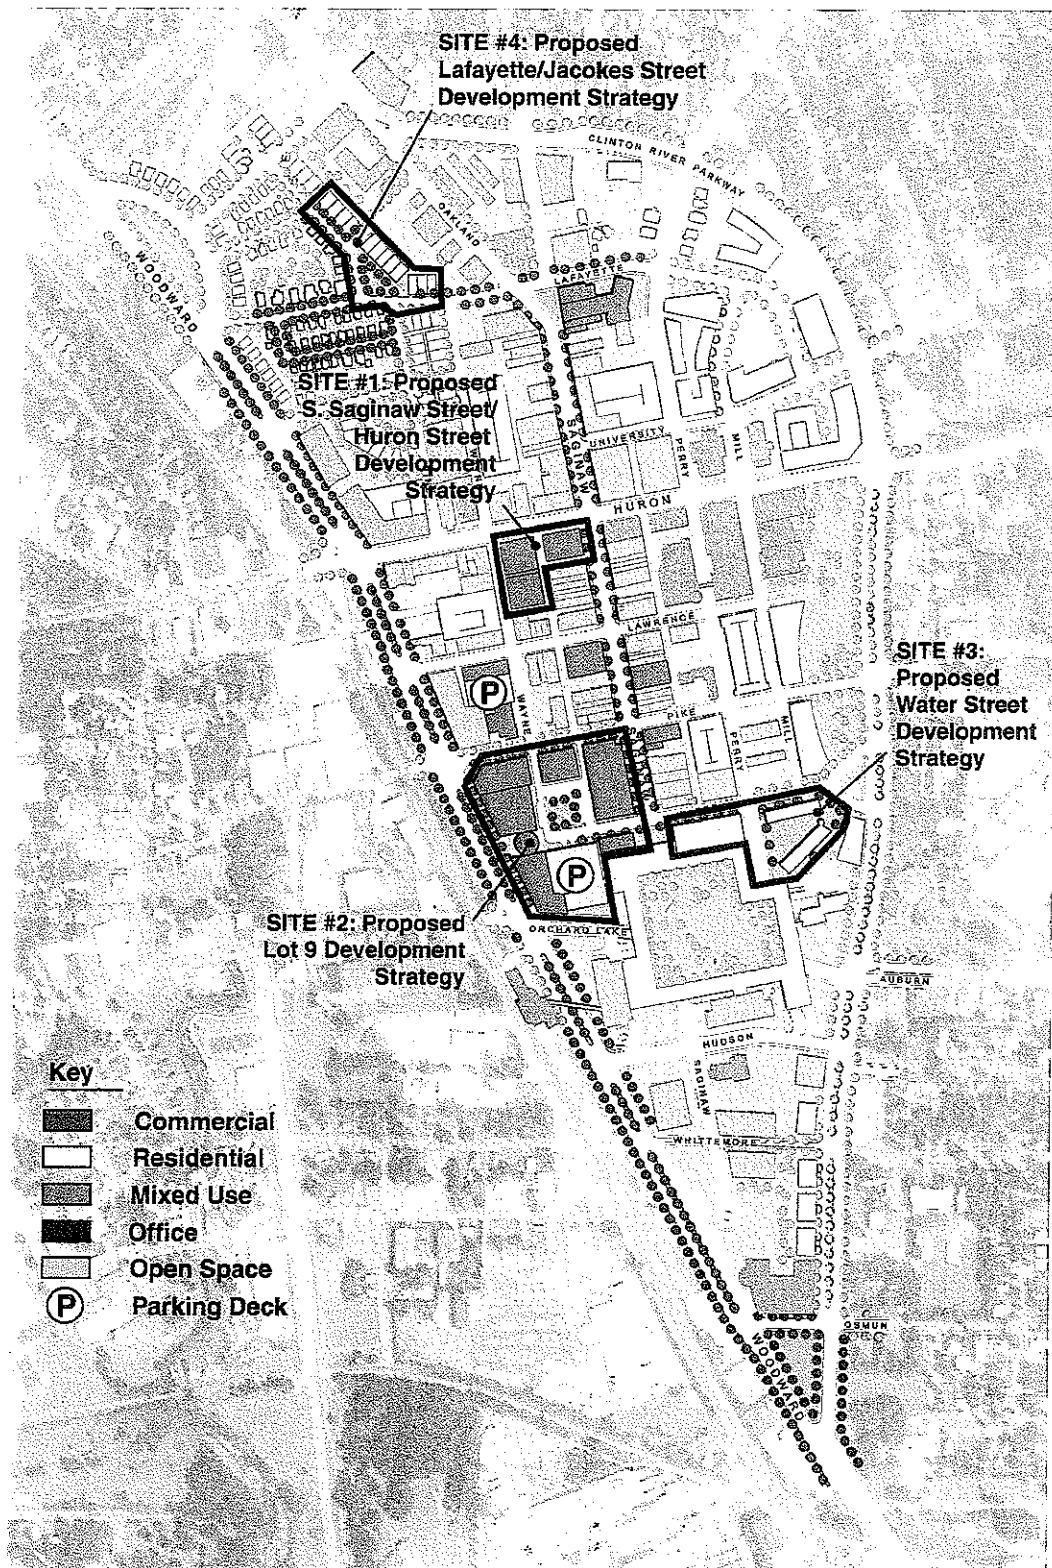 SITE #4: Proposed
Lafayette/Jacokes Street
Development Strategy
CLINTON RIVER PARKWAY
OAKLAND
WOODWARD
LAFAYETTE
SITE #1: Proposed
S. Saginaw Street/
Huron Street
Development
Strategy
SAGINAW
UNIVERSITY
PERRY
MILL
HURON
LAWRENCE
SITE #3:
Proposed
Water Street
Development
Strategy
P
WAYNE
PIKE
PERRY
MILL
P
SITE #2: Proposed
Lot 9 Development
Strategy
ORCHARD LAKE
AUBURN
HUDSON
SAGINAW
WHITTEMORE
Key
Commercial
Residential
Mixed Use
Office
Open Space
P Parking Deck
OSMUN
WOODWARD